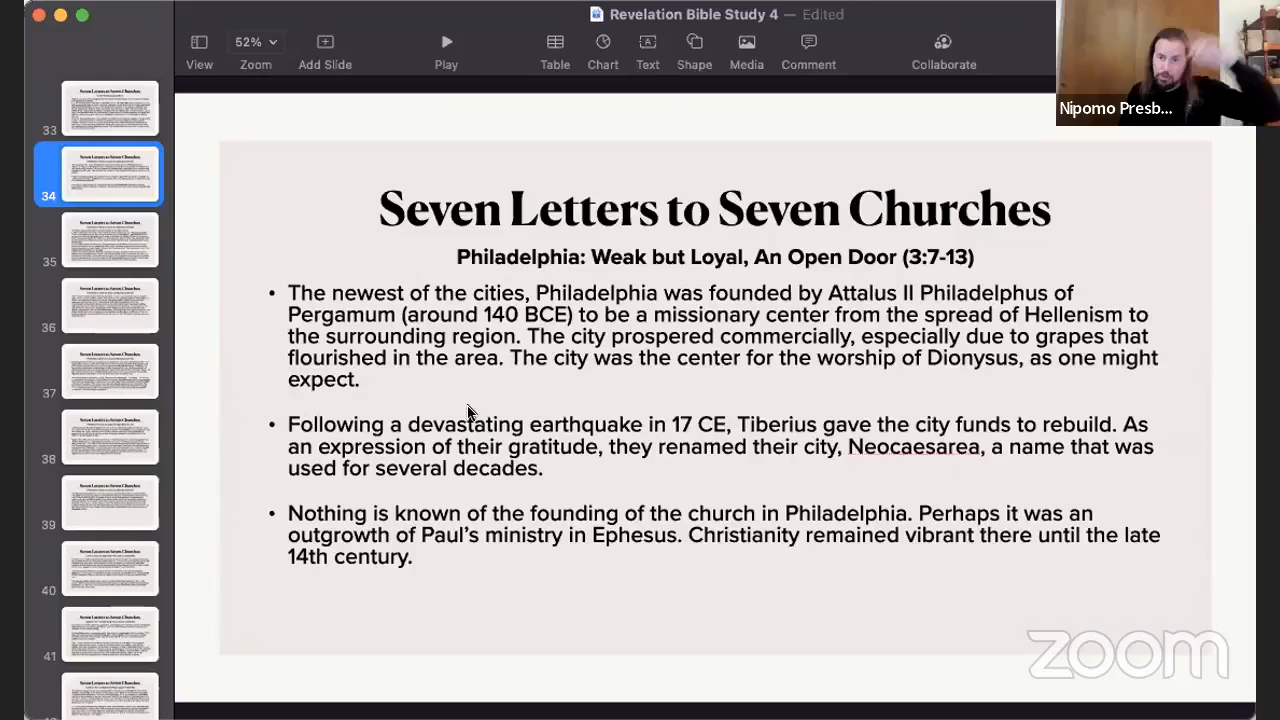 Revelation Bible Study 4 — Edited
52%
View
Zoom
Add Slide
Play
Table
Chart
Text
Shape
Media
Comment
Collaborate
Nipomo Presb...
33
34
35
36
37
38
39
40
41
Seven Letters to Seven Churches
Philadelphia: Weak but Loyal, An Open Door (3:7-13)
• The newest of the cities, Philadelphia was founded by Attalus II Philadelphus of
Pergamum (around 140 BCE) to be a missionary center from the spread of Hellenism to
the surrounding region. The city prospered commercially, especially due to grapes that
flourished in the area. The city was the center for the worship of Dionysus, as one might
expect.
• Following a devastating earthquake in 17 CE, Tiberius gave the city funds to rebuild. As
an expression of their gratitude, they renamed their city, Neocaesarea, a name that was
used for several decades.
• Nothing is known of the founding of the church in Philadelphia. Perhaps it was an
outgrowth of Paul’s ministry in Ephesus. Christianity remained vibrant there until the late
14th century.
zoom